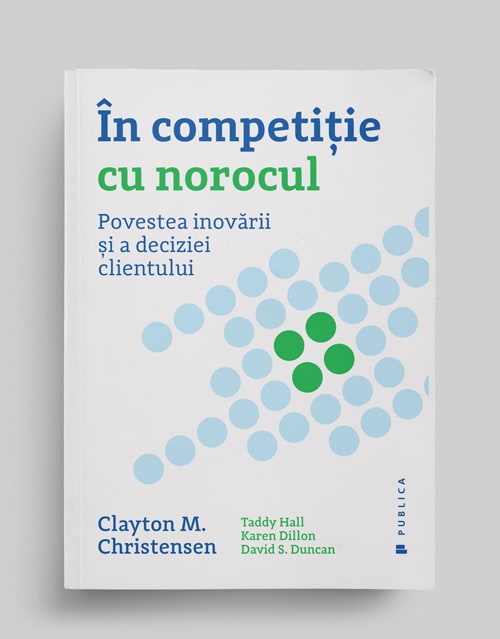 În competiție
cu norocul
Povestea inovării
și a deciziei
clientului
Clayton M.
Christensen
Taddy Hall
Karen Dillon
David S. Duncan
PUBLICA